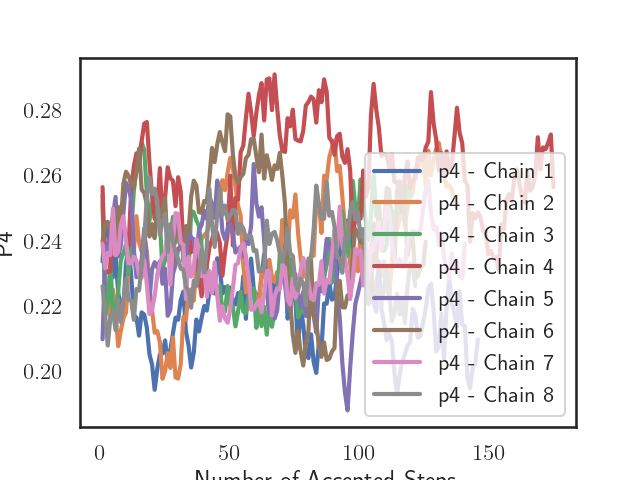 0.28
0.26
0.24
0.22
0.20
P4
0
50
100
150
Number of Accepted Steps
p4 - Chain 1
p4 - Chain 2
p4 - Chain 3
p4 - Chain 4
p4 - Chain 5
p4 - Chain 6
p4 - Chain 7
p4 - Chain 8